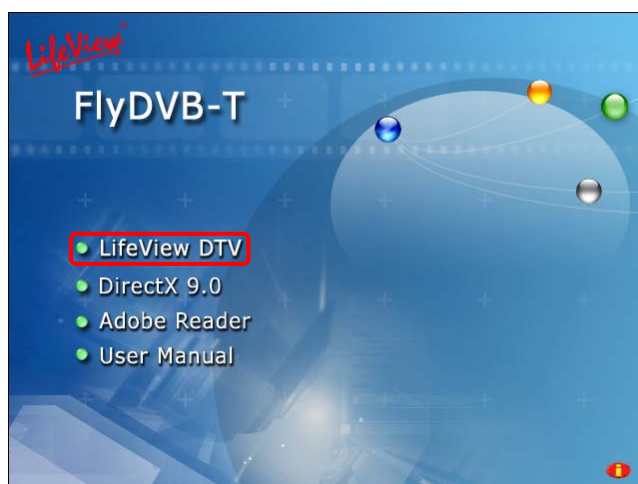 LifeView
FlyDVB-T
LifeView DTV
DirectX 9.0
Adobe Reader
User Manual
i